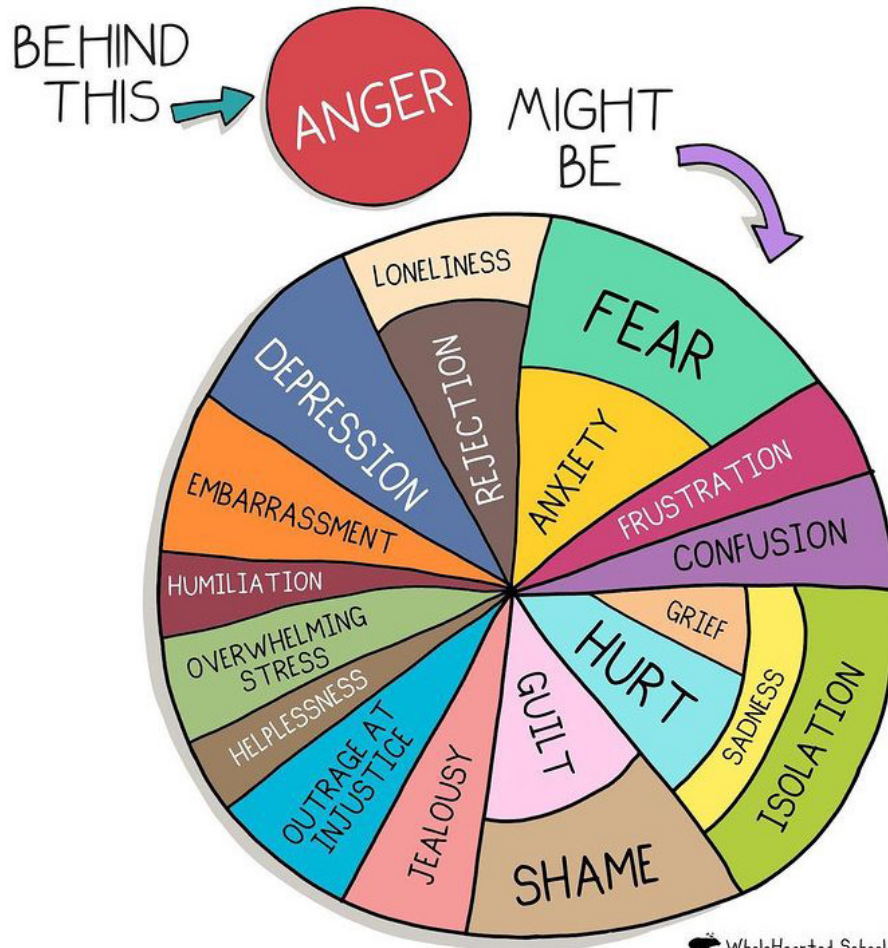 BEHIND
THIS
ANGER
MIGHT
BE
LONELINESS
REJECTION
FEAR
ANXIETY
FRUSTRATION
CONFUSION
GRIEF
HURT
SADNESS
ISOLATION
GUILT
SHAME
JEALOUSY
OUTRAGE AT
INJUSTICE
HELPLESSNESS
OVERWHELMING
STRESS
HUMILIATION
EMBARRASSMENT
DEPRESSION